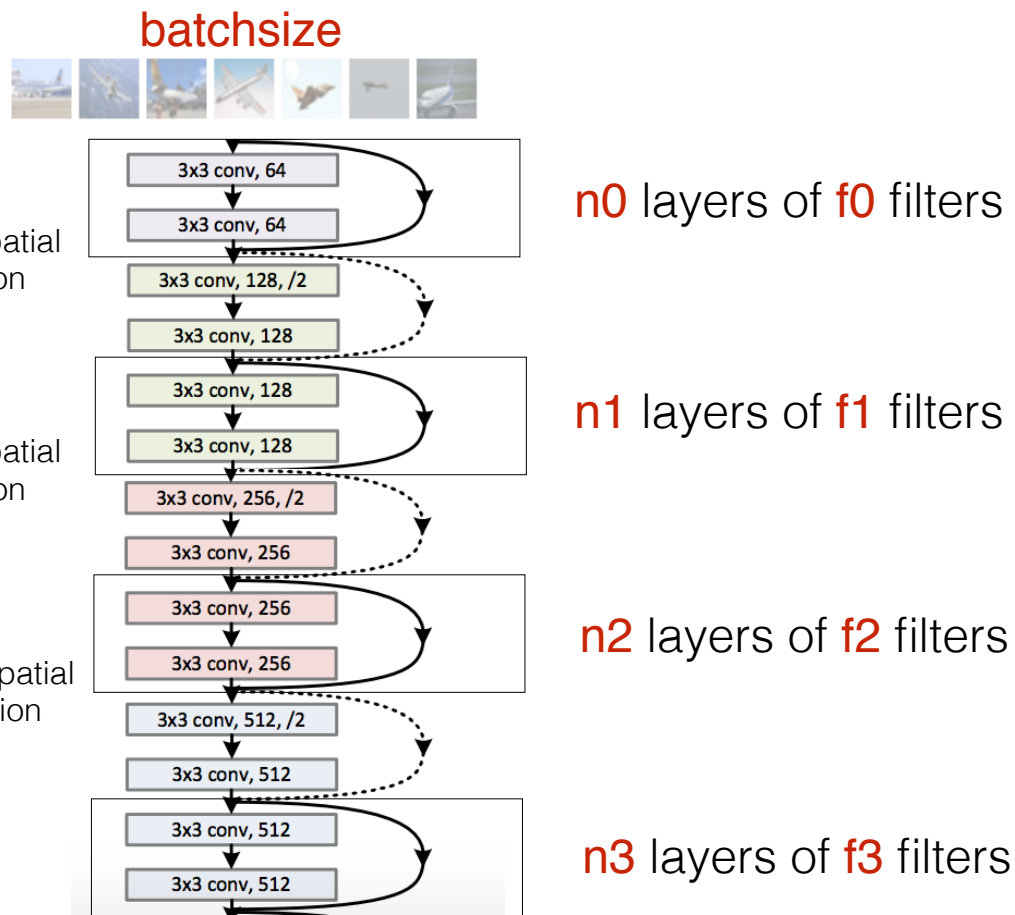 batchsize
3x3 conv, 64
3x3 conv, 64
n0 layers of f0 filters
3x3 conv, 128, /2
3x3 conv, 128
3x3 conv, 128
3x3 conv, 128
n1 layers of f1 filters
3x3 conv, 256, /2
3x3 conv, 256
3x3 conv, 256
3x3 conv, 256
n2 layers of f2 filters
patial
ion
3x3 conv, 512, /2
3x3 conv, 512
3x3 conv, 512
3x3 conv, 512
n3 layers of f3 filters